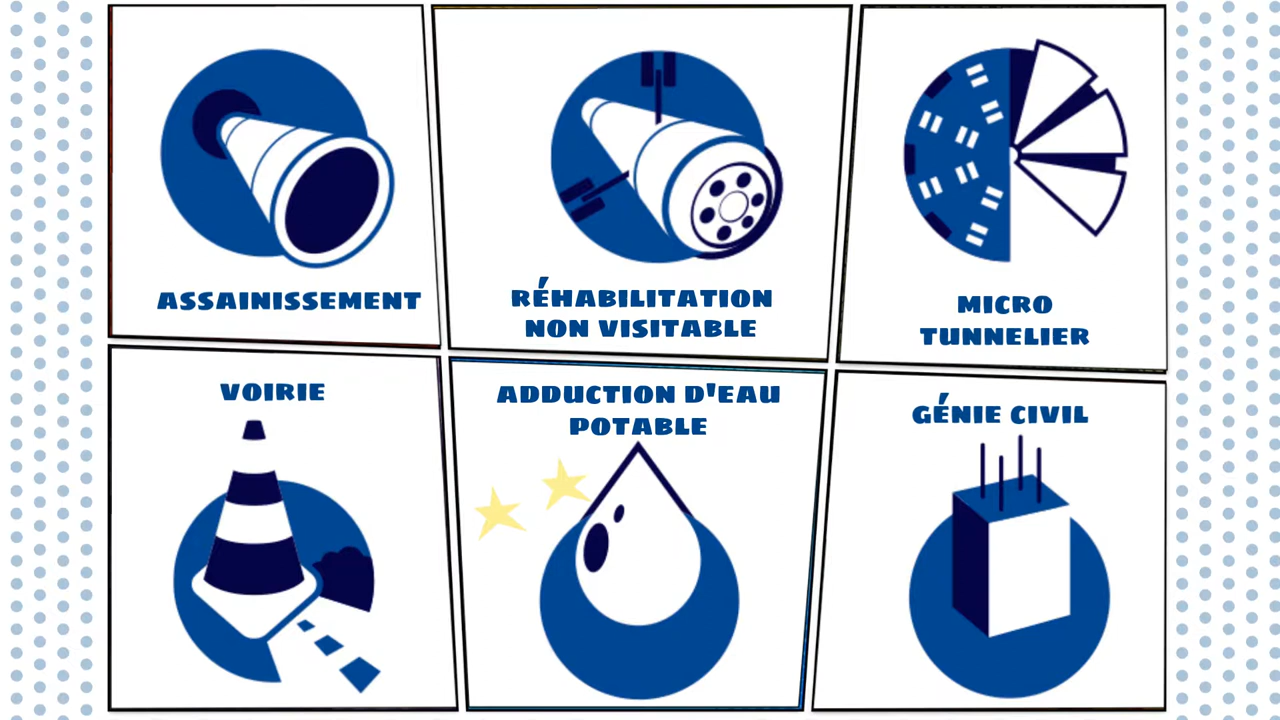 ASSAINISSEMENT
RÉHABILITATION
NON VISITABLE
MICRO
TUNNELIER
VOIRIE
ADDUCTION D'EAU
POTABLE
GÉNIE CIVIL